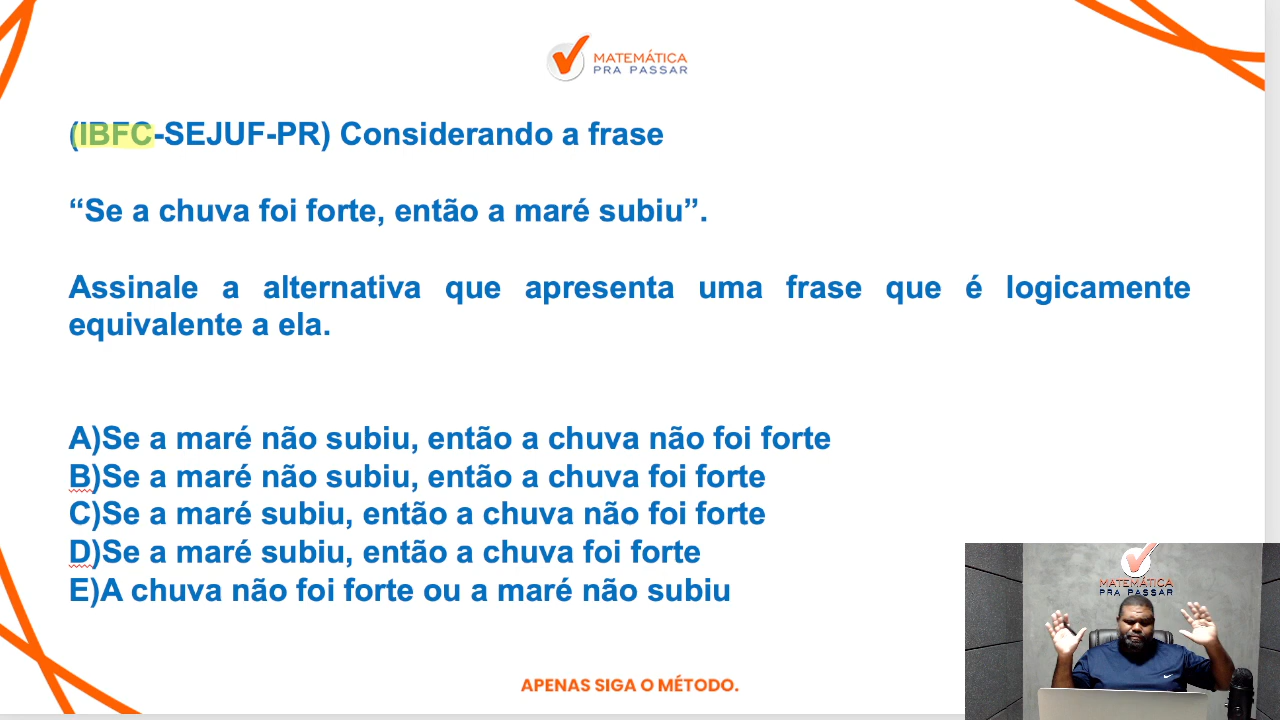 MATEMÁTICA
PRA PASSAR
(IBFC-SEJUF-PR) Considerando a frase
“Se a chuva foi forte, então a maré subiu”.
Assinale a alternativa que apresenta uma frase que é logicamente
equivalente a ela.
A)Se a maré não subiu, então a chuva não foi forte
B)Se a maré não subiu, então a chuva foi forte
C)Se a maré subiu, então a chuva não foi forte
D)Se a maré subiu, então a chuva foi forte
E)A chuva não foi forte ou a maré não subiu
MATEMÁTICA
PRA PASSAR
APENAS SIGA O MÉTODO.